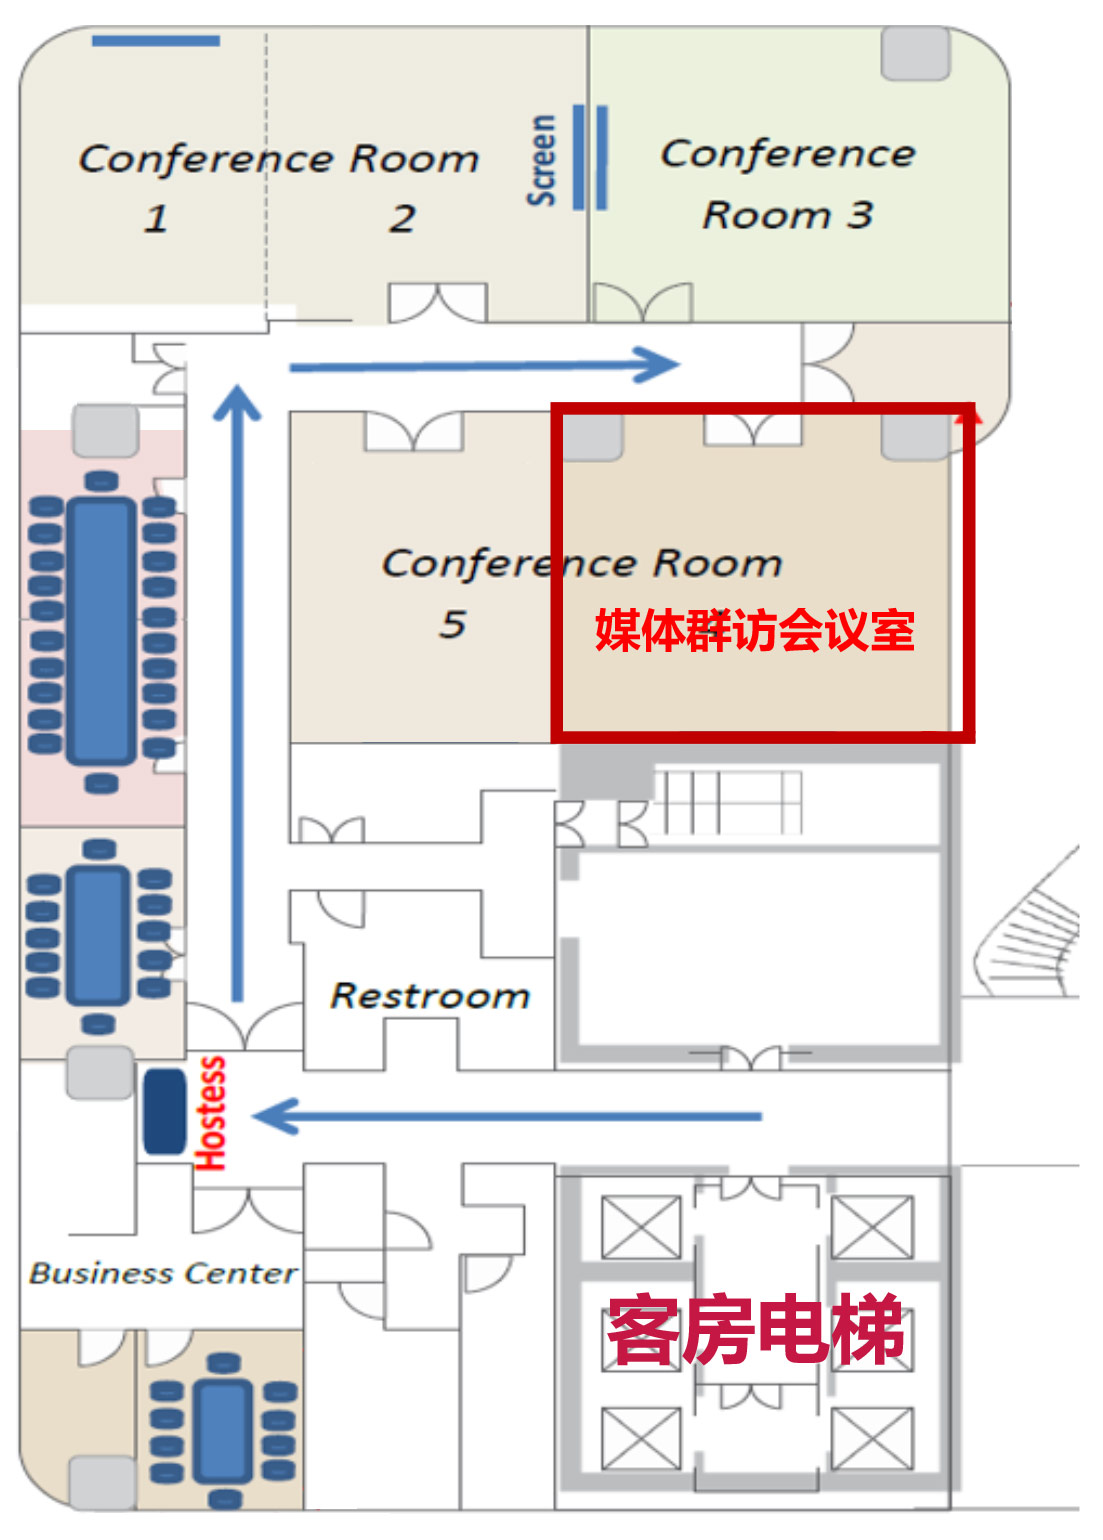 Conference Room
1
2
Screen
Conference
Room 3
Conference Room
5
4
媒体群访会议室
Restroom
Hostess
Business Center
客房电梯